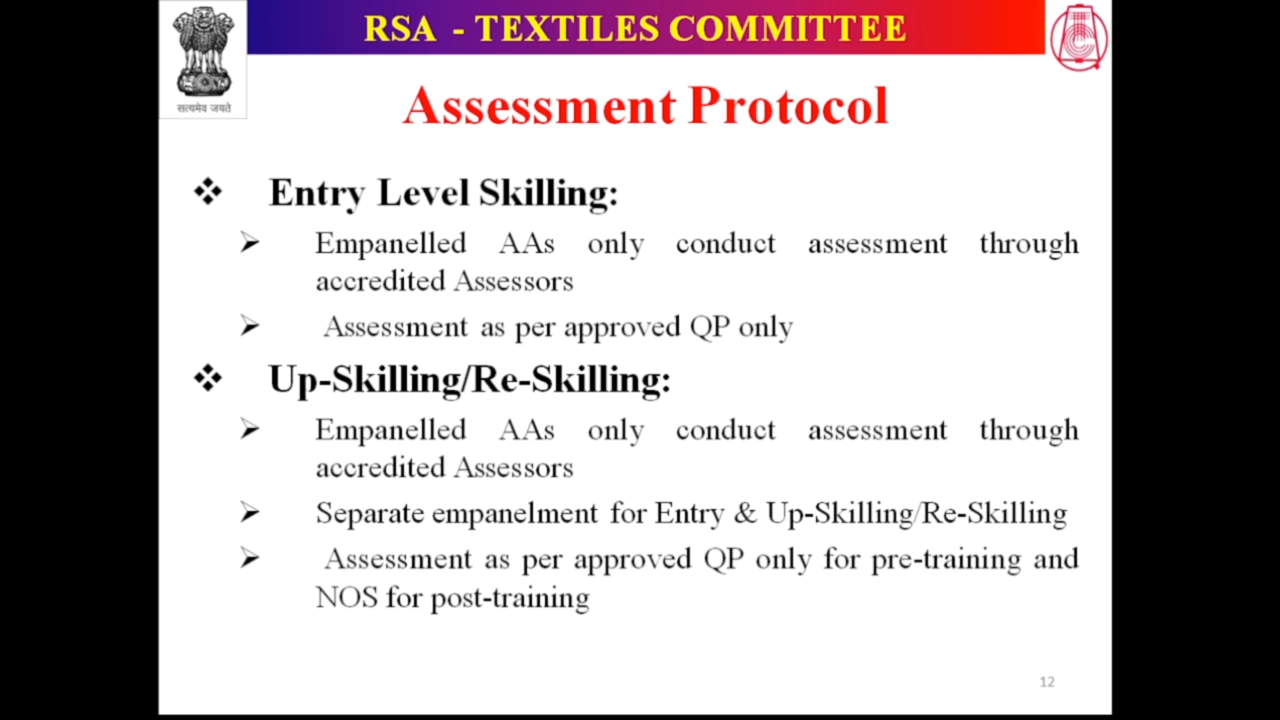 RSA - TEXTILES COMMITTEE
सत्यमेव जयते
Assessment Protocol
❖ Entry Level Skilling:
➢ Empanelled AAs only conduct assessment through
accredited Assessors
➢ Assessment as per approved QP only
❖ Up-Skilling/Re-Skilling:
➢ Empanelled AAs only conduct assessment through
accredited Assessors
➢ Separate empanelment for Entry & Up-Skilling/Re-Skilling
➢ Assessment as per approved QP only for pre-training and
NOS for post-training
12